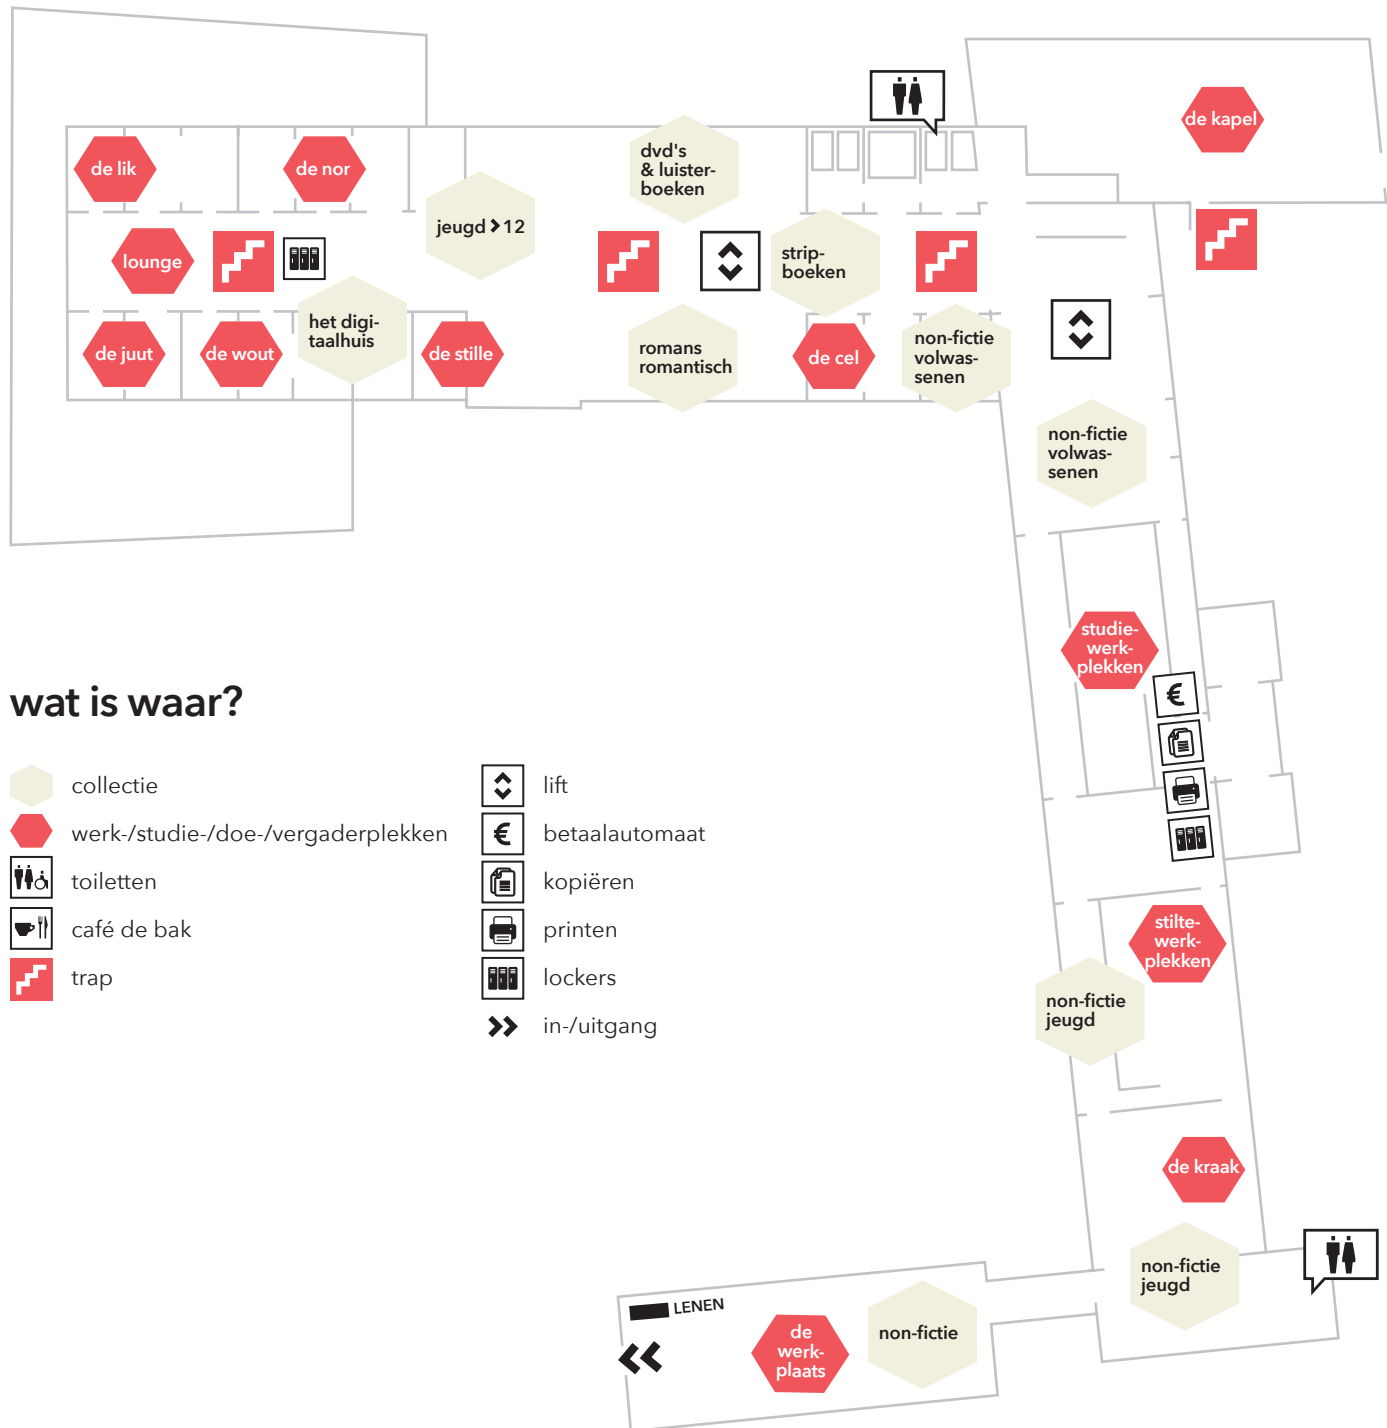 de kapel
dvd's
& luister-
boeken
de lik
de nor
jeugd > 12
lounge
strip-
boeken
het digi-
taalhuis
de juut
de wout
de stille
romans
romantisch
de cel
non-fictie
volwas-
senen
non-fictie
volwas-
senen
studie-
werk-
plekken
€
wat is waar?
collectie
werk-/studie-/doe-/vergaderplekken
toiletten
café de bak
trap
lift
€
betaalautomaat
kopiëren
printen
lockers
in-/uitgang
stilte-
werk-
plekken
non-fictie
jeugd
de kraak
non-fictie
jeugd
LENEN
de
werk-
plaats
non-fictie